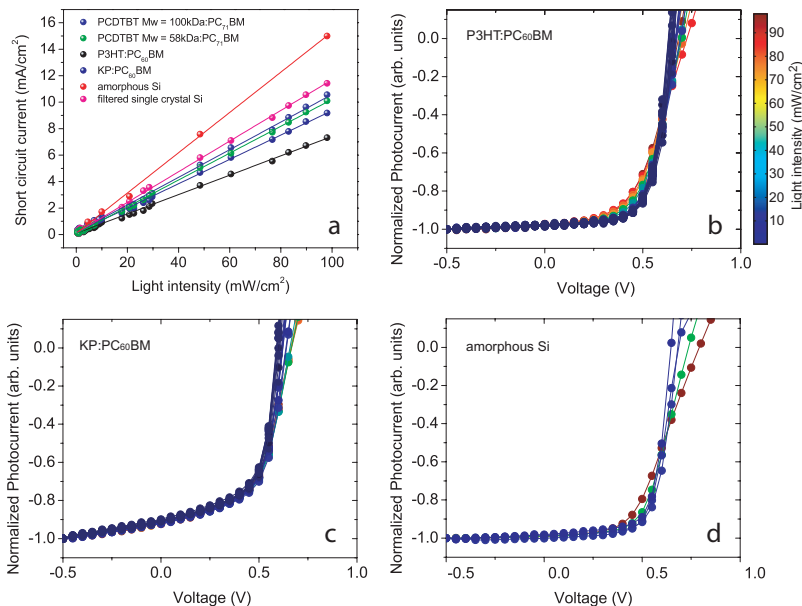 16
14
12
10
8
6
4
2
0
Short circuit current (mA/cm²)
PCDTBT Mw = 100kDa:PC₇₁BM
PCDTBT Mw = 58kDa:PC₇₁BM
P3HT:PC₆₀BM
KP:PC₆₀BM
amorphous Si
filtered single crystal Si
a
0 20 40 60 80 100 120
Light intensity (mW/cm²)
0.0
-0.2
-0.4
-0.6
-0.8
-1.0
Normalized Photocurrent (arb. units)
P3HT:PC₆₀BM
b
-0.5 0.0 0.5 1.0
Voltage (V)
90
80
70
60
50
40
30
20
10
Light intensity (mW/cm²)
0.0
-0.2
-0.4
-0.6
-0.8
-1.0
Normalized Photocurrent (arb. units)
KP:PC₆₀BM
c
-0.5 0.0 0.5 1.0
Voltage (V)
0.0
-0.2
-0.4
-0.6
-0.8
-1.0
Normalized Photocurrent (arb. units)
amorphous Si
d
-0.5 0.0 0.5 1.0
Voltage (V)